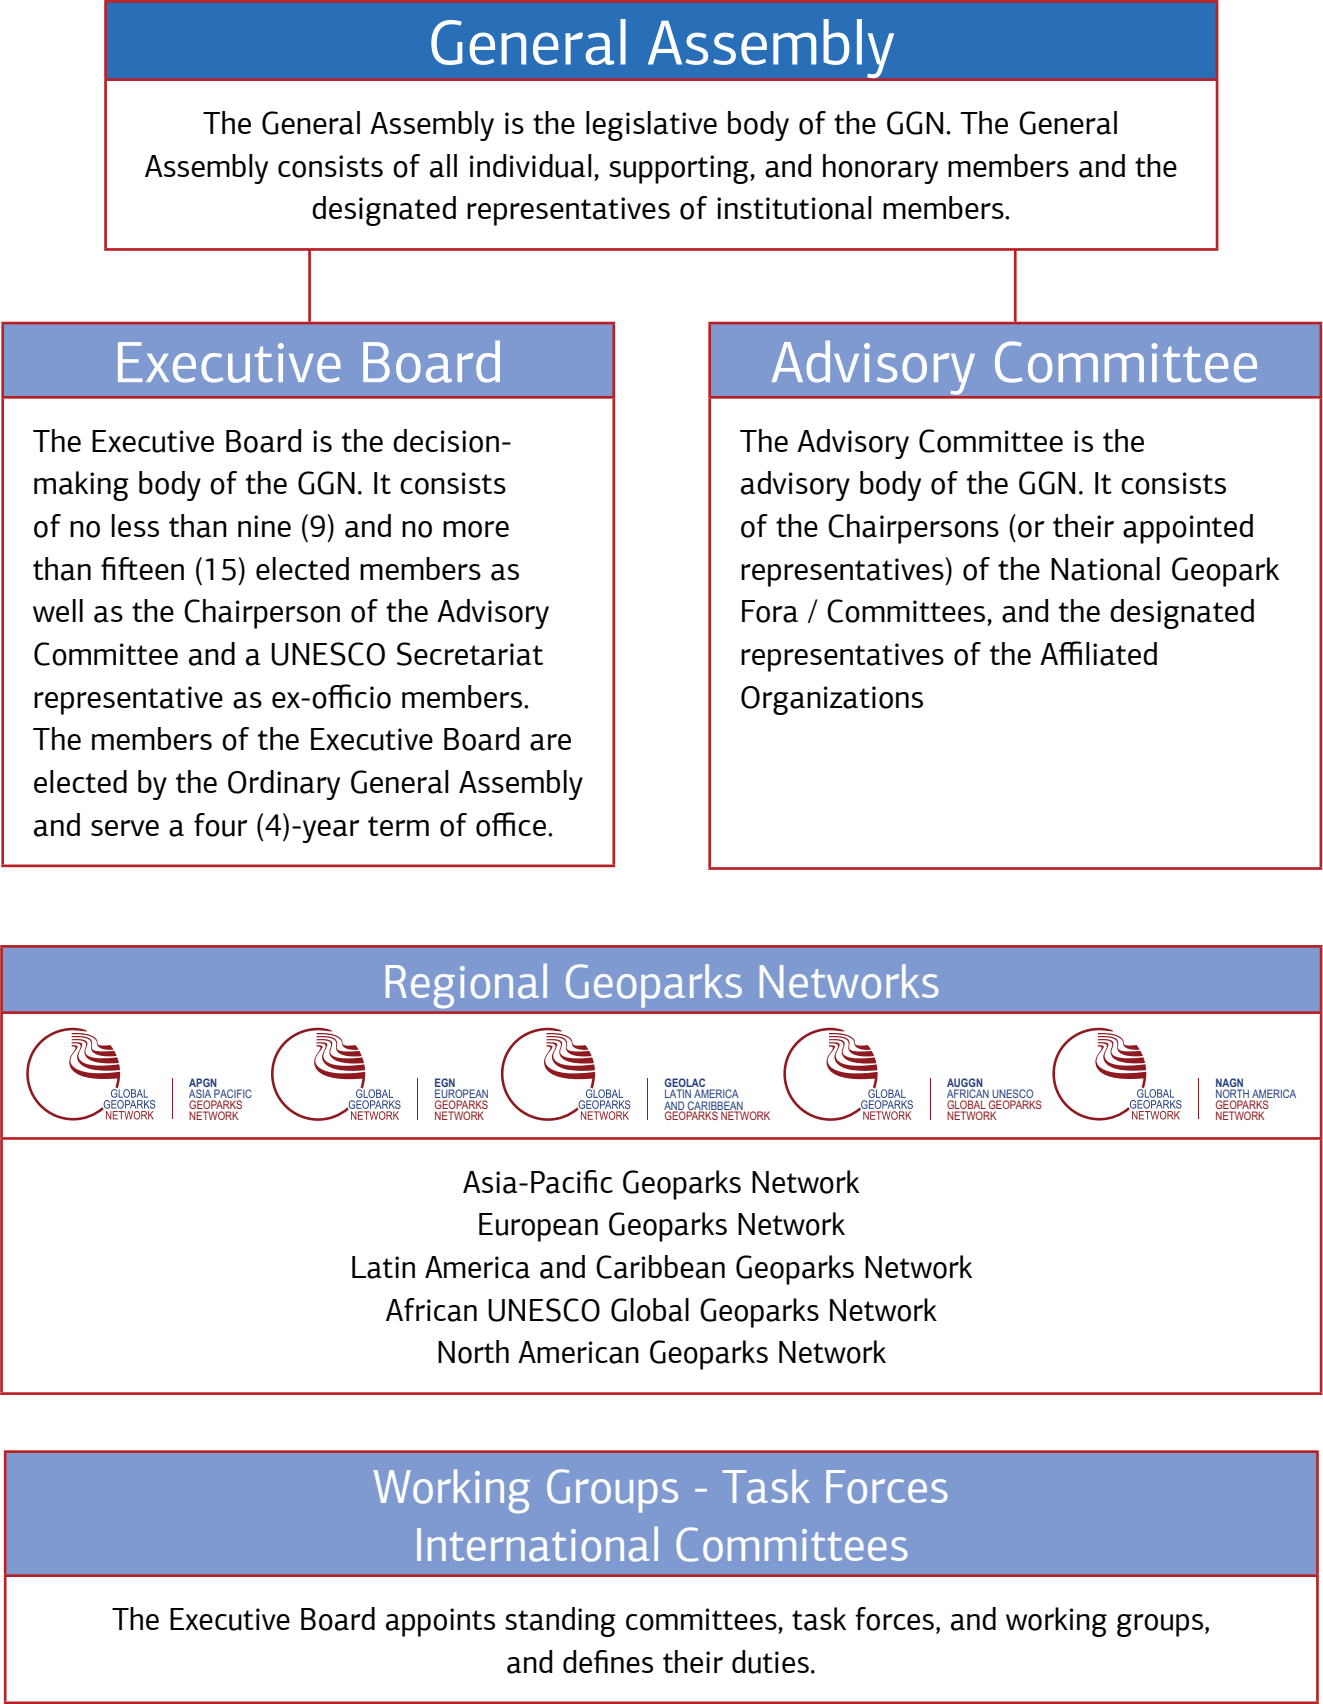 General Assembly
The General Assembly is the legislative body of the GGN. The General
Assembly consists of all individual, supporting, and honorary members and the
designated representatives of institutional members.
Executive Board
The Executive Board is the decision-
making body of the GGN. It consists
of no less than nine (9) and no more
than fifteen (15) elected members as
well as the Chairperson of the Advisory
Committee and a UNESCO Secretariat
representative as ex-officio members.
The members of the Executive Board are
elected by the Ordinary General Assembly
and serve a four (4)-year term of office.
Advisory Committee
The Advisory Committee is the
advisory body of the GGN. It consists
of the Chairpersons (or their appointed
representatives) of the National Geopark
Fora / Committees, and the designated
representatives of the Affiliated
Organizations
Regional Geoparks Networks
GLOBAL
GEOPARKS
NETWORK
APGN
ASIA PACIFIC
GEOPARKS
NETWORK
GLOBAL
GEOPARKS
NETWORK
EGN
EUROPEAN
GEOPARKS
NETWORK
GLOBAL
GEOPARKS
NETWORK
GEOLAC
LATIN AMERICA
AND CARIBBEAN
GEOPARKS NETWORK
GLOBAL
GEOPARKS
NETWORK
AUGGN
AFRICAN UNESCO
GLOBAL GEOPARKS
NETWORK
GLOBAL
GEOPARKS
NETWORK
NAGN
NORTH AMERICA
GEOPARKS
NETWORK
Asia-Pacific Geoparks Network
European Geoparks Network
Latin America and Caribbean Geoparks Network
African UNESCO Global Geoparks Network
North American Geoparks Network
Working Groups - Task Forces
International Committees
The Executive Board appoints standing committees, task forces, and working groups,
and defines their duties.